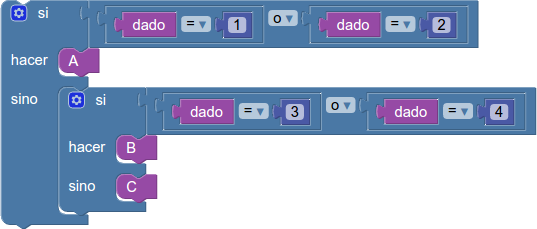 si dado = ▾ 1 o ▾ dado = ▾ 2
hacer A
sino si dado = ▾ 3 o ▾ dado = ▾ 4
hacer B
sino C